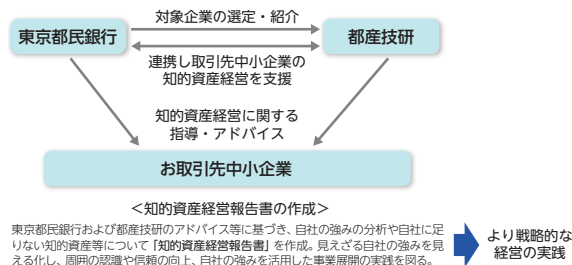 対象企業の選定・紹介
東京都民銀行
都産技研
連携し取引先中小企業の
知的資産経営を支援
知的資産経営に関する
指導・アドバイス
お取引先中小企業
＜知的資産経営報告書の作成＞
東京都民銀行および都産技研のアドバイス等に基づき、自社の強みの分析や自社に足
りない知的資産等について「知的資産経営報告書」を作成。見えざる自社の強みを見
える化し、周囲の認識や信頼の向上、自社の強みを活用した事業展開の実践を図る。
より戦略的な
経営の実践